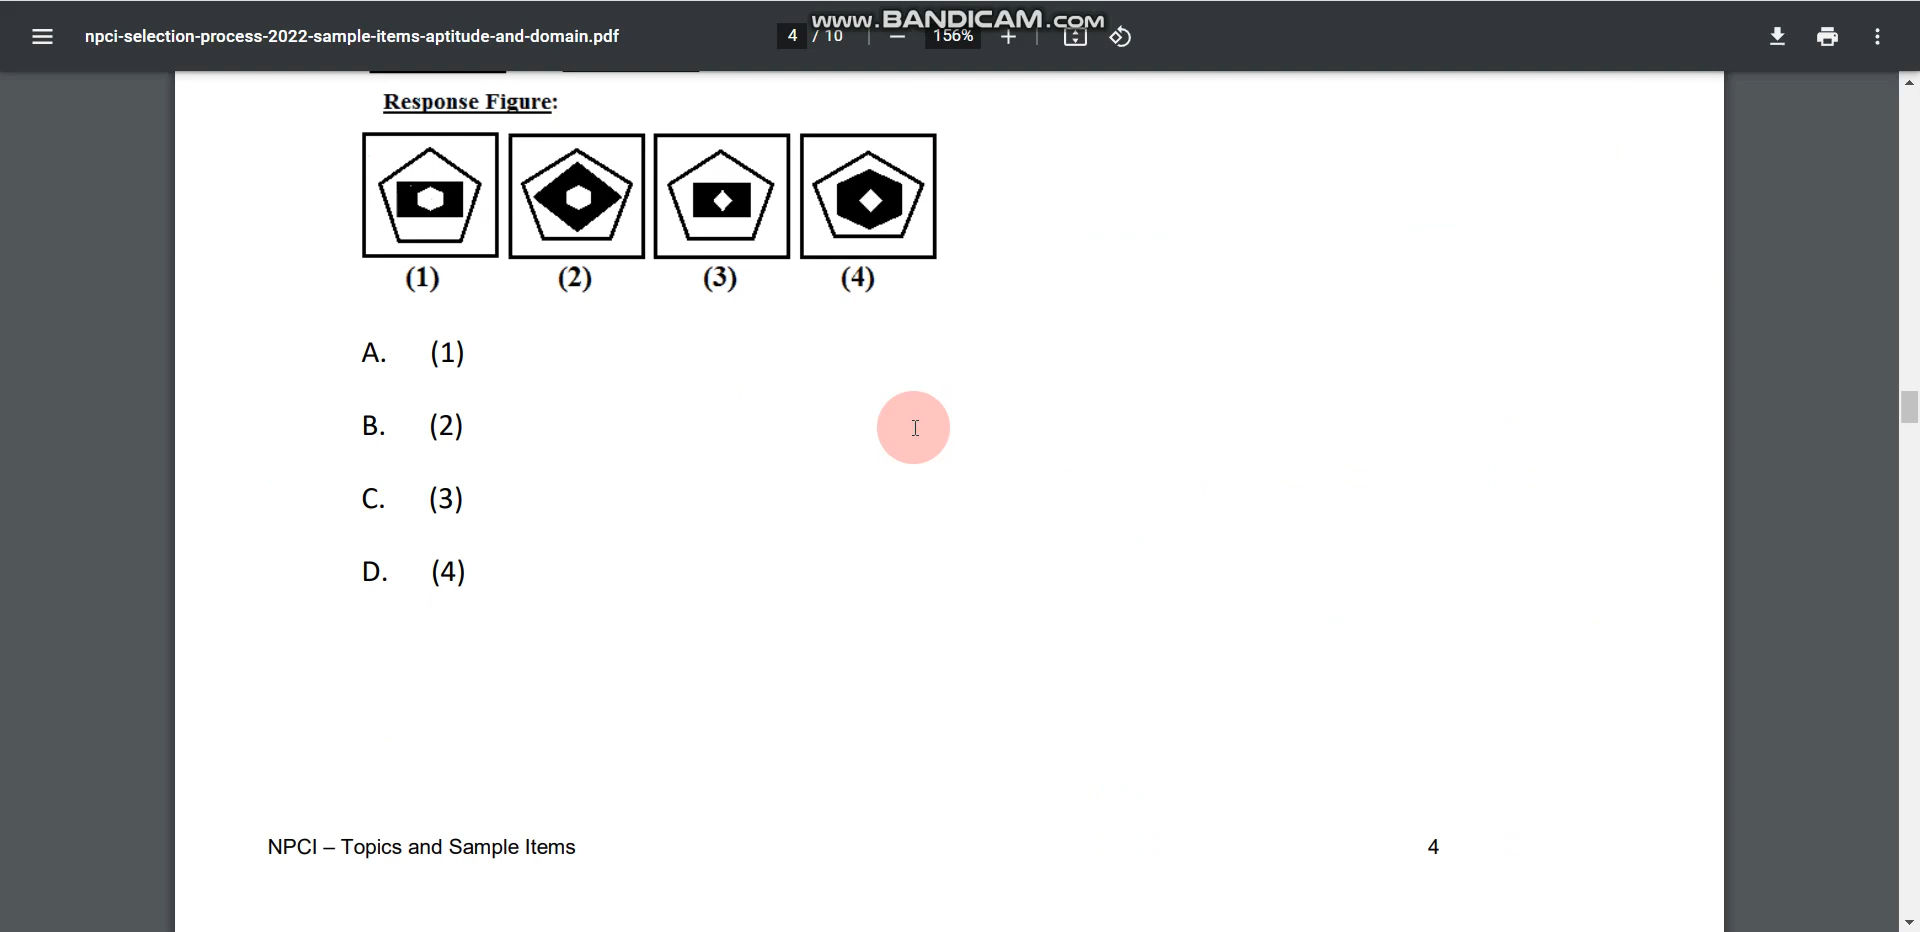 www.BANDICAM.com
npci-selection-process-2022-sample-items-aptitude-and-domain.pdf
4 / 10
156%
Response Figure:
(1) (2) (3) (4)
A. (1)
B. (2)
C. (3)
D. (4)
NPCI – Topics and Sample Items 4